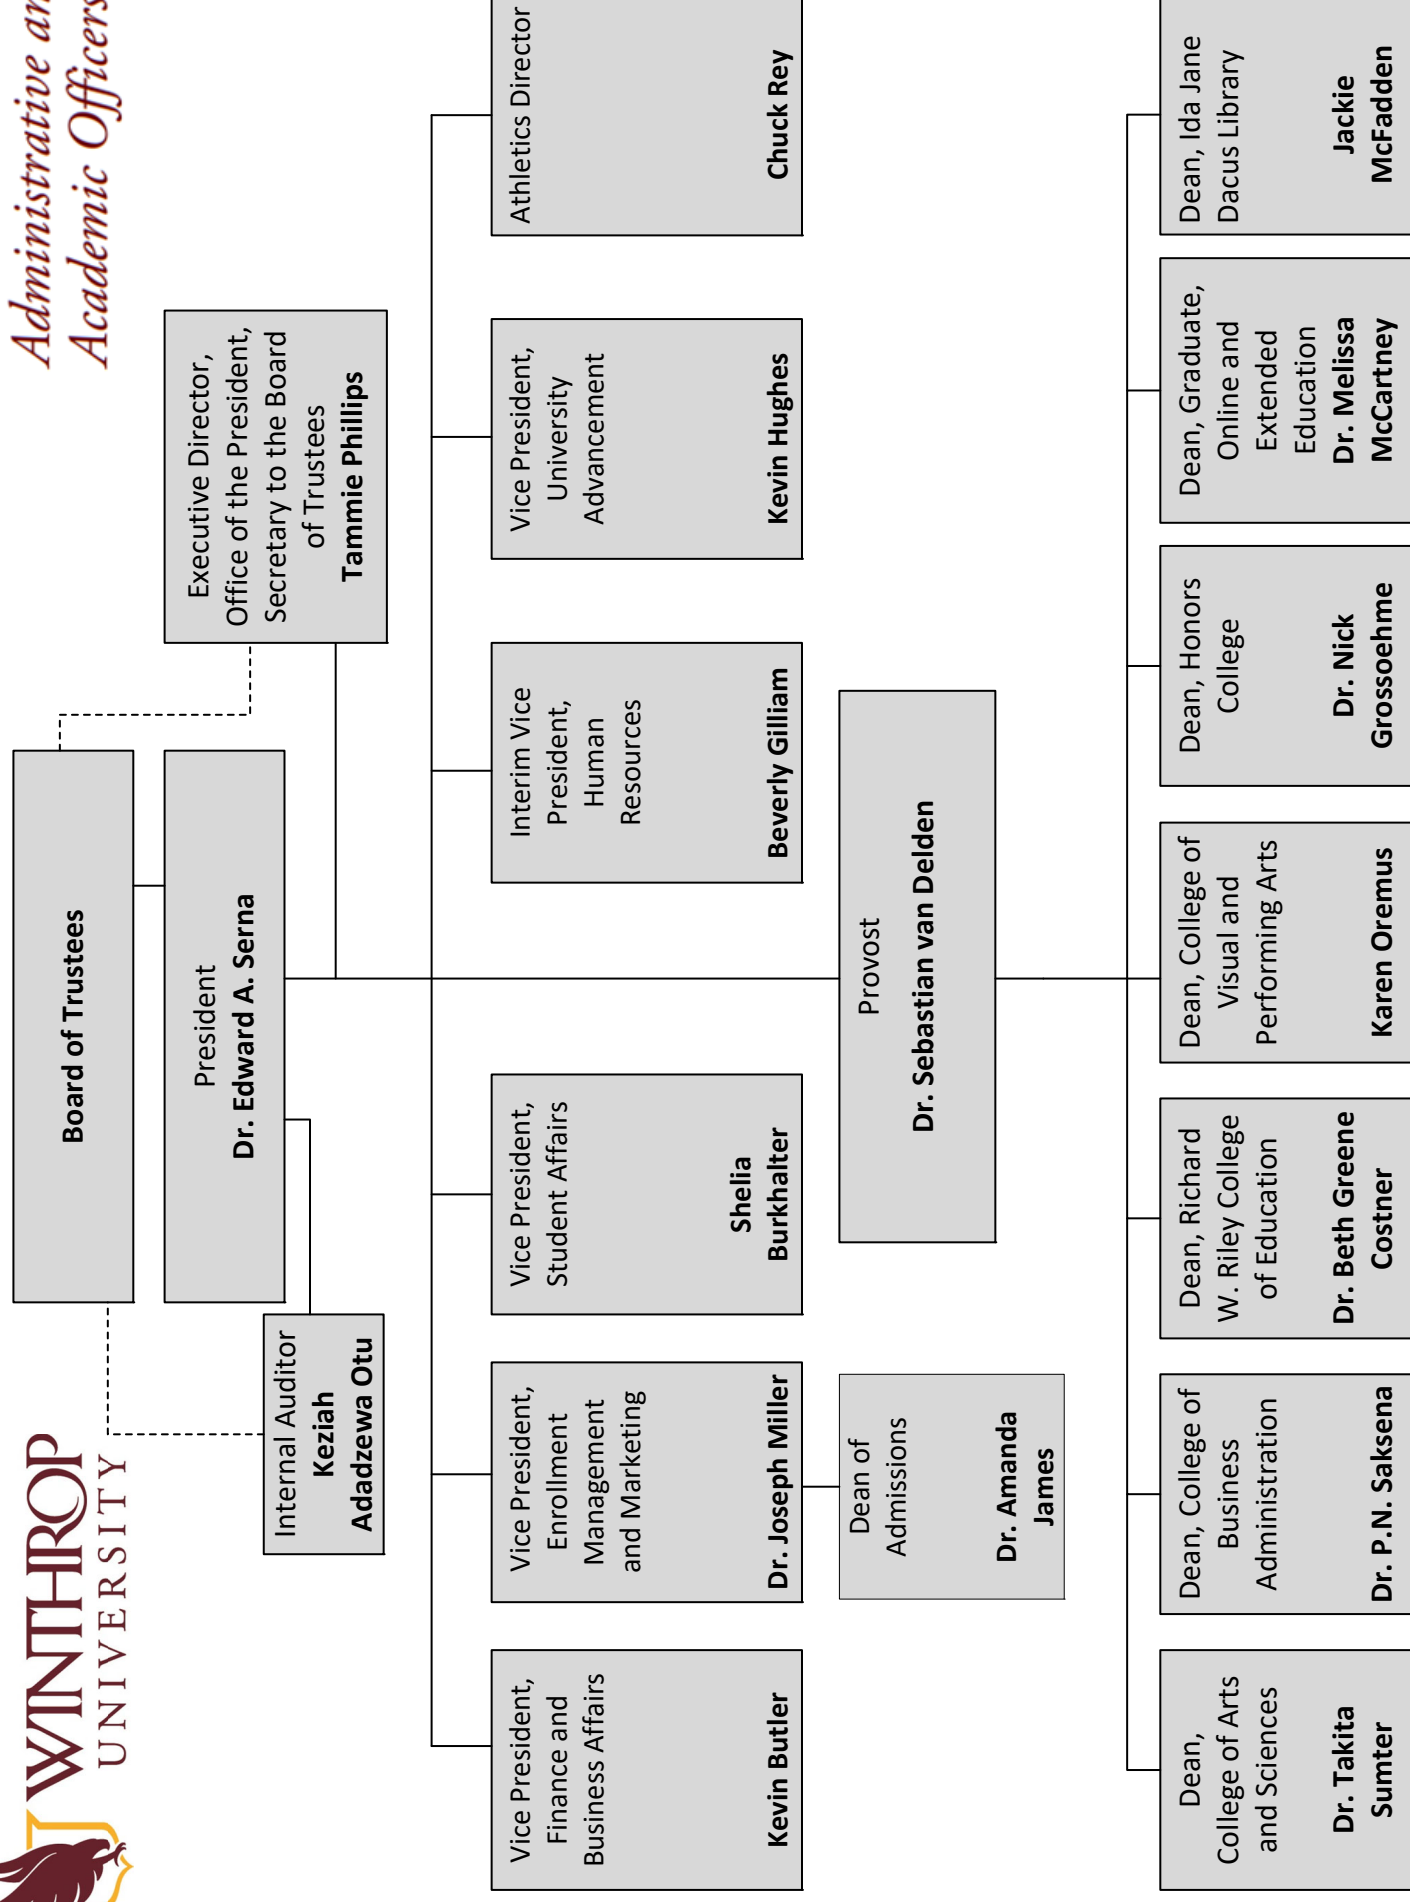 WINTHROP
UNIVERSITY
Administrative an
Academic Officers
Board of Trustees
President
Dr. Edward A. Serna
Executive Director,
Office of the President,
Secretary to the Board
of Trustees
Tammie Phillips
Internal Auditor
Keziah
Adadzewa Otu
Vice President,
Finance and
Business Affairs
Kevin Butler
Vice President,
Enrollment
Management
and Marketing
Dr. Joseph Miller
Vice President,
Student Affairs
Shelia
Burkhalter
Interim Vice
President,
Human
Resources
Beverly Gilliam
Vice President,
University
Advancement
Kevin Hughes
Athletics Director
Chuck Rey
Dean of
Admissions
Dr. Amanda
James
Provost
Dr. Sebastian van Delden
Dean,
College of Arts
and Sciences
Dr. Takita
Sumter
Dean, College of
Business
Administration
Dr. P.N. Saksena
Dean, Richard
W. Riley College
of Education
Dr. Beth Greene
Costner
Dean, College of
Visual and
Performing Arts
Karen Oremus
Dean, Honors
College
Dr. Nick
Grossoehme
Dean, Graduate,
Online and
Extended
Education
Dr. Melissa
McCartney
Dean, Ida Jane
Dacus Library
Jackie
McFadden